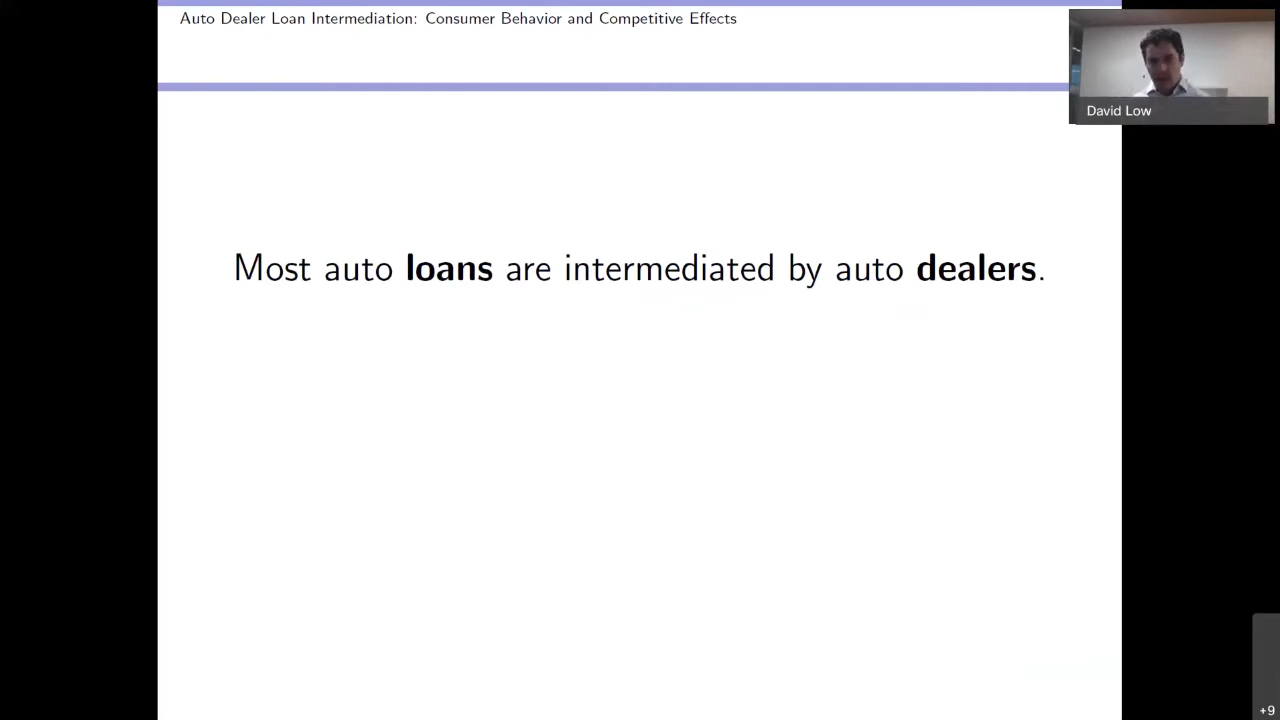 Auto Dealer Loan Intermediation: Consumer Behavior and Competitive Effects
David Low
Most auto loans are intermediated by auto dealers.
+9